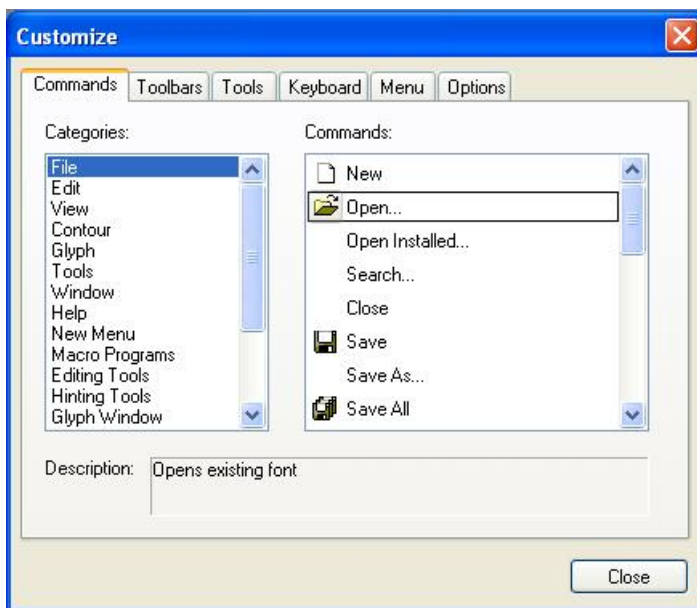 Customize
Commands Toolbars Tools Keyboard Menu Options
Categories:
File
Edit
View
Contour
Glyph
Tools
Window
Help
New Menu
Macro Programs
Editing Tools
Hinting Tools
Glyph Window
Commands:
New
Open...
Open Installed...
Search...
Close
Save
Save As...
Save All
Description: Opens existing font
Close